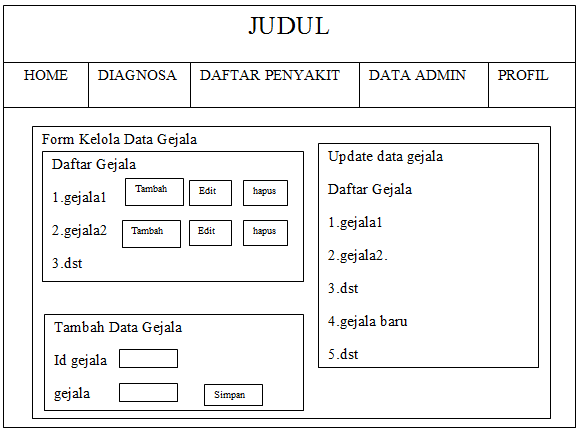 JUDUL
HOME DIAGNOSA DAFTAR PENYAKIT DATA ADMIN PROFIL
Form Kelola Data Gejala
Daftar Gejala
1.gejala1 Tambah Edit hapus
2.gejala2 Tambah Edit hapus
3.dst
Tambah Data Gejala
Id gejala
gejala Simpan
Update data gejala
Daftar Gejala
1.gejala1
2.gejala2.
3.dst
4.gejala baru
5.dst